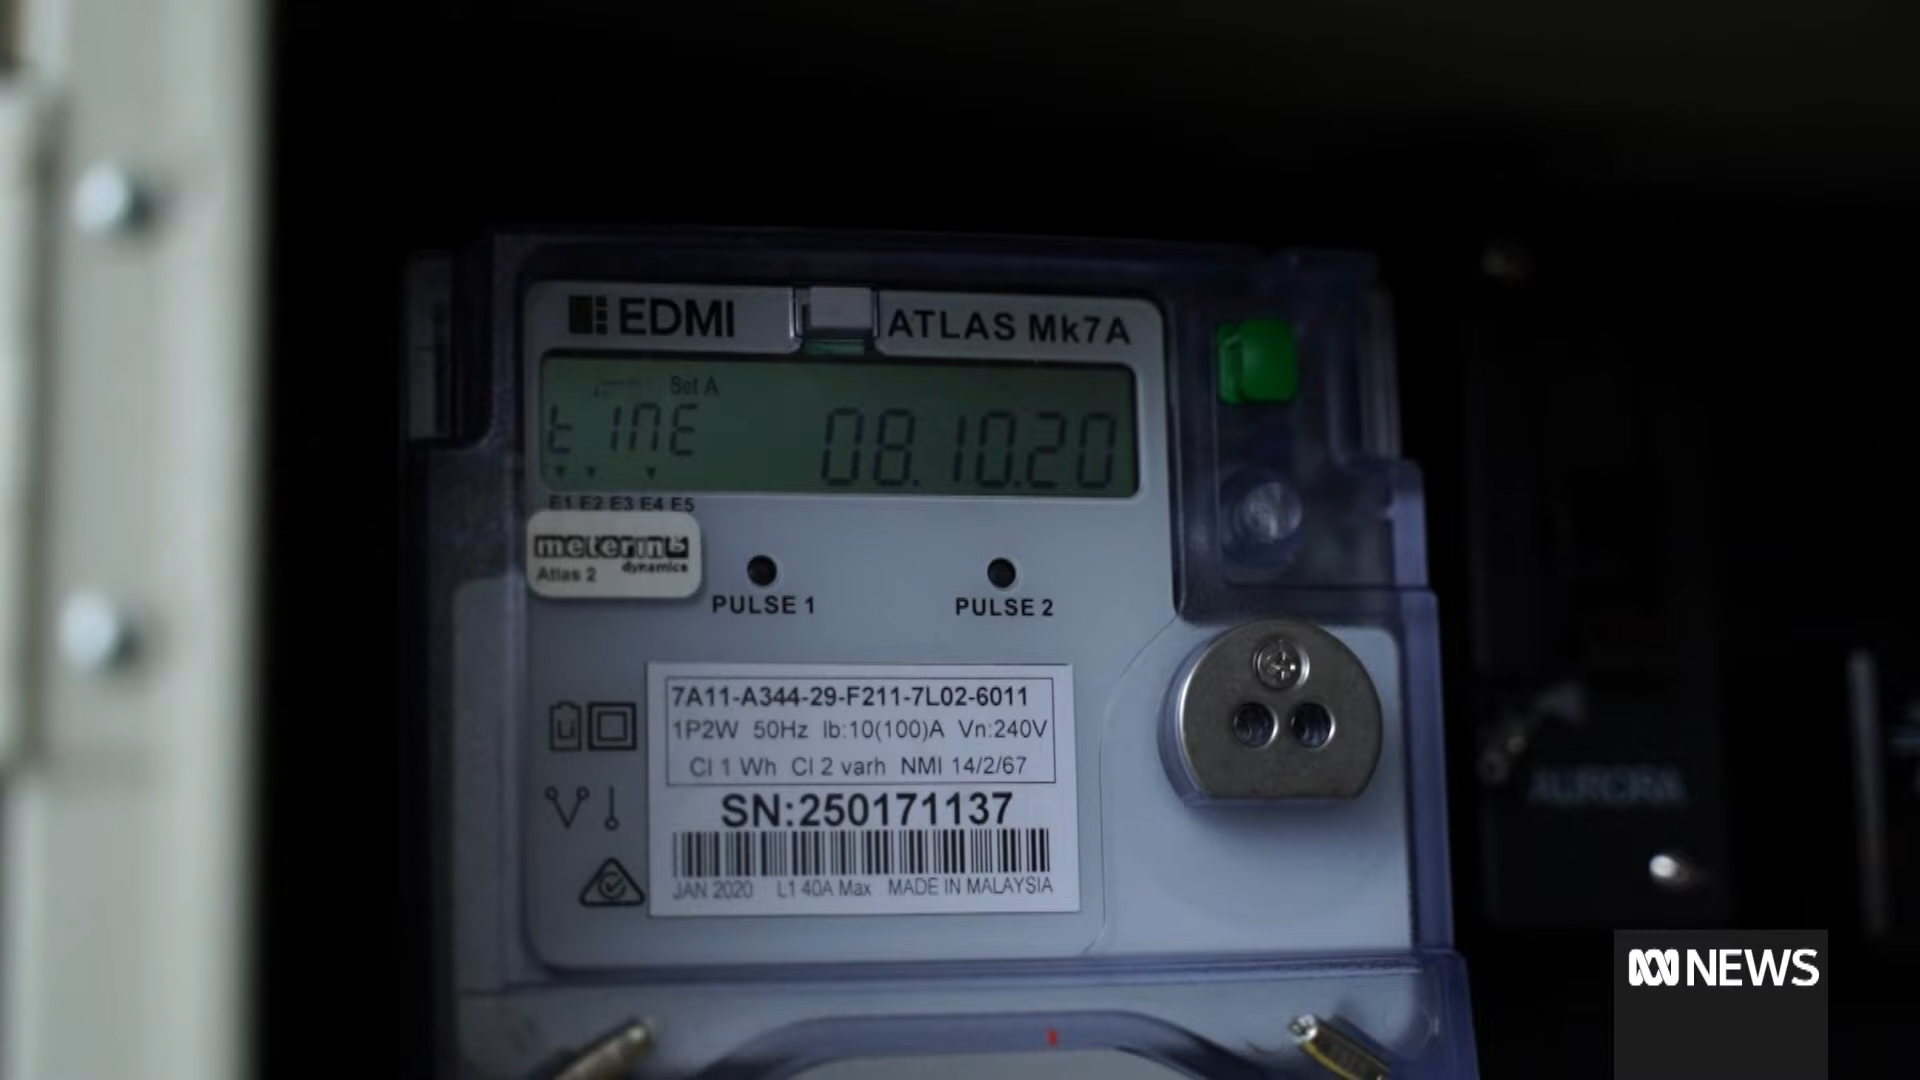 EDMI
ATLAS Mk7A
Set A
tinE 08.10.20
E1 E2 E3 E4 E5
metering
dynamics
Atlas 2
PULSE 1
PULSE 2
7A11-A344-29-F211-7L02-6011
1P2W 50Hz Ib:10(100)A Vn:240V
Cl 1 Wh Cl 2 varh NMI 14/2/67
SN:250171137
JAN 2020 L1 40A Max MADE IN MALAYSIA
AURORA
NEWS